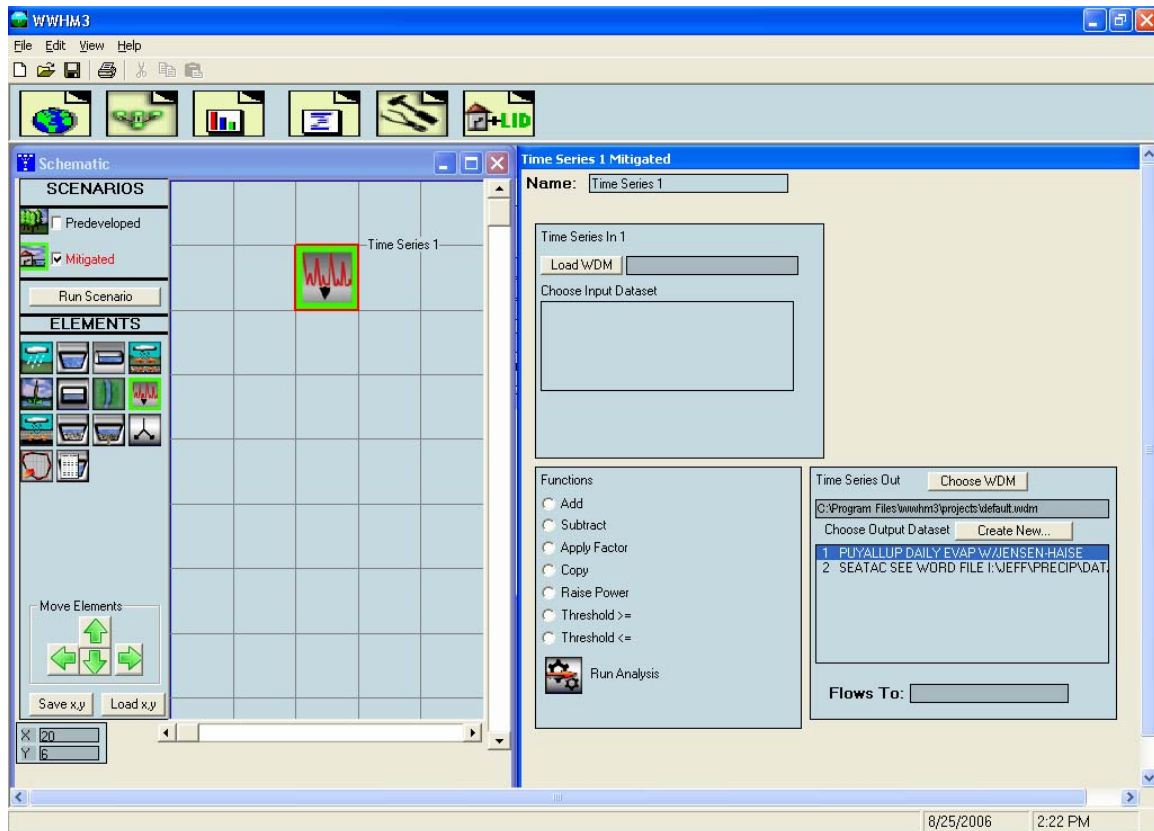 WWHM3
File Edit View Help
+LID
Schematic
SCENARIOS
Predeveloped
Mitigated
Run Scenario
ELEMENTS
Move Elements
Save x,y Load x,y
X 20
Y 6
Time Series 1
Time Series 1 Mitigated
Name: Time Series 1
Time Series In 1
Load WDM
Choose Input Dataset
Functions
Add
Subtract
Apply Factor
Copy
Raise Power
Threshold >=
Threshold <=
Run Analysis
Time Series Out Choose WDM
C:\Program Files\wwhm3\projects\default.wdm
Choose Output Dataset Create New...
1 PUYALLUP DAILY EVAP W/JENSEN-HAISE
2 SEATAC SEE WORD FILE I:\JEFF\PRECIP\DAT
Flows To:
8/25/2006 2:22 PM